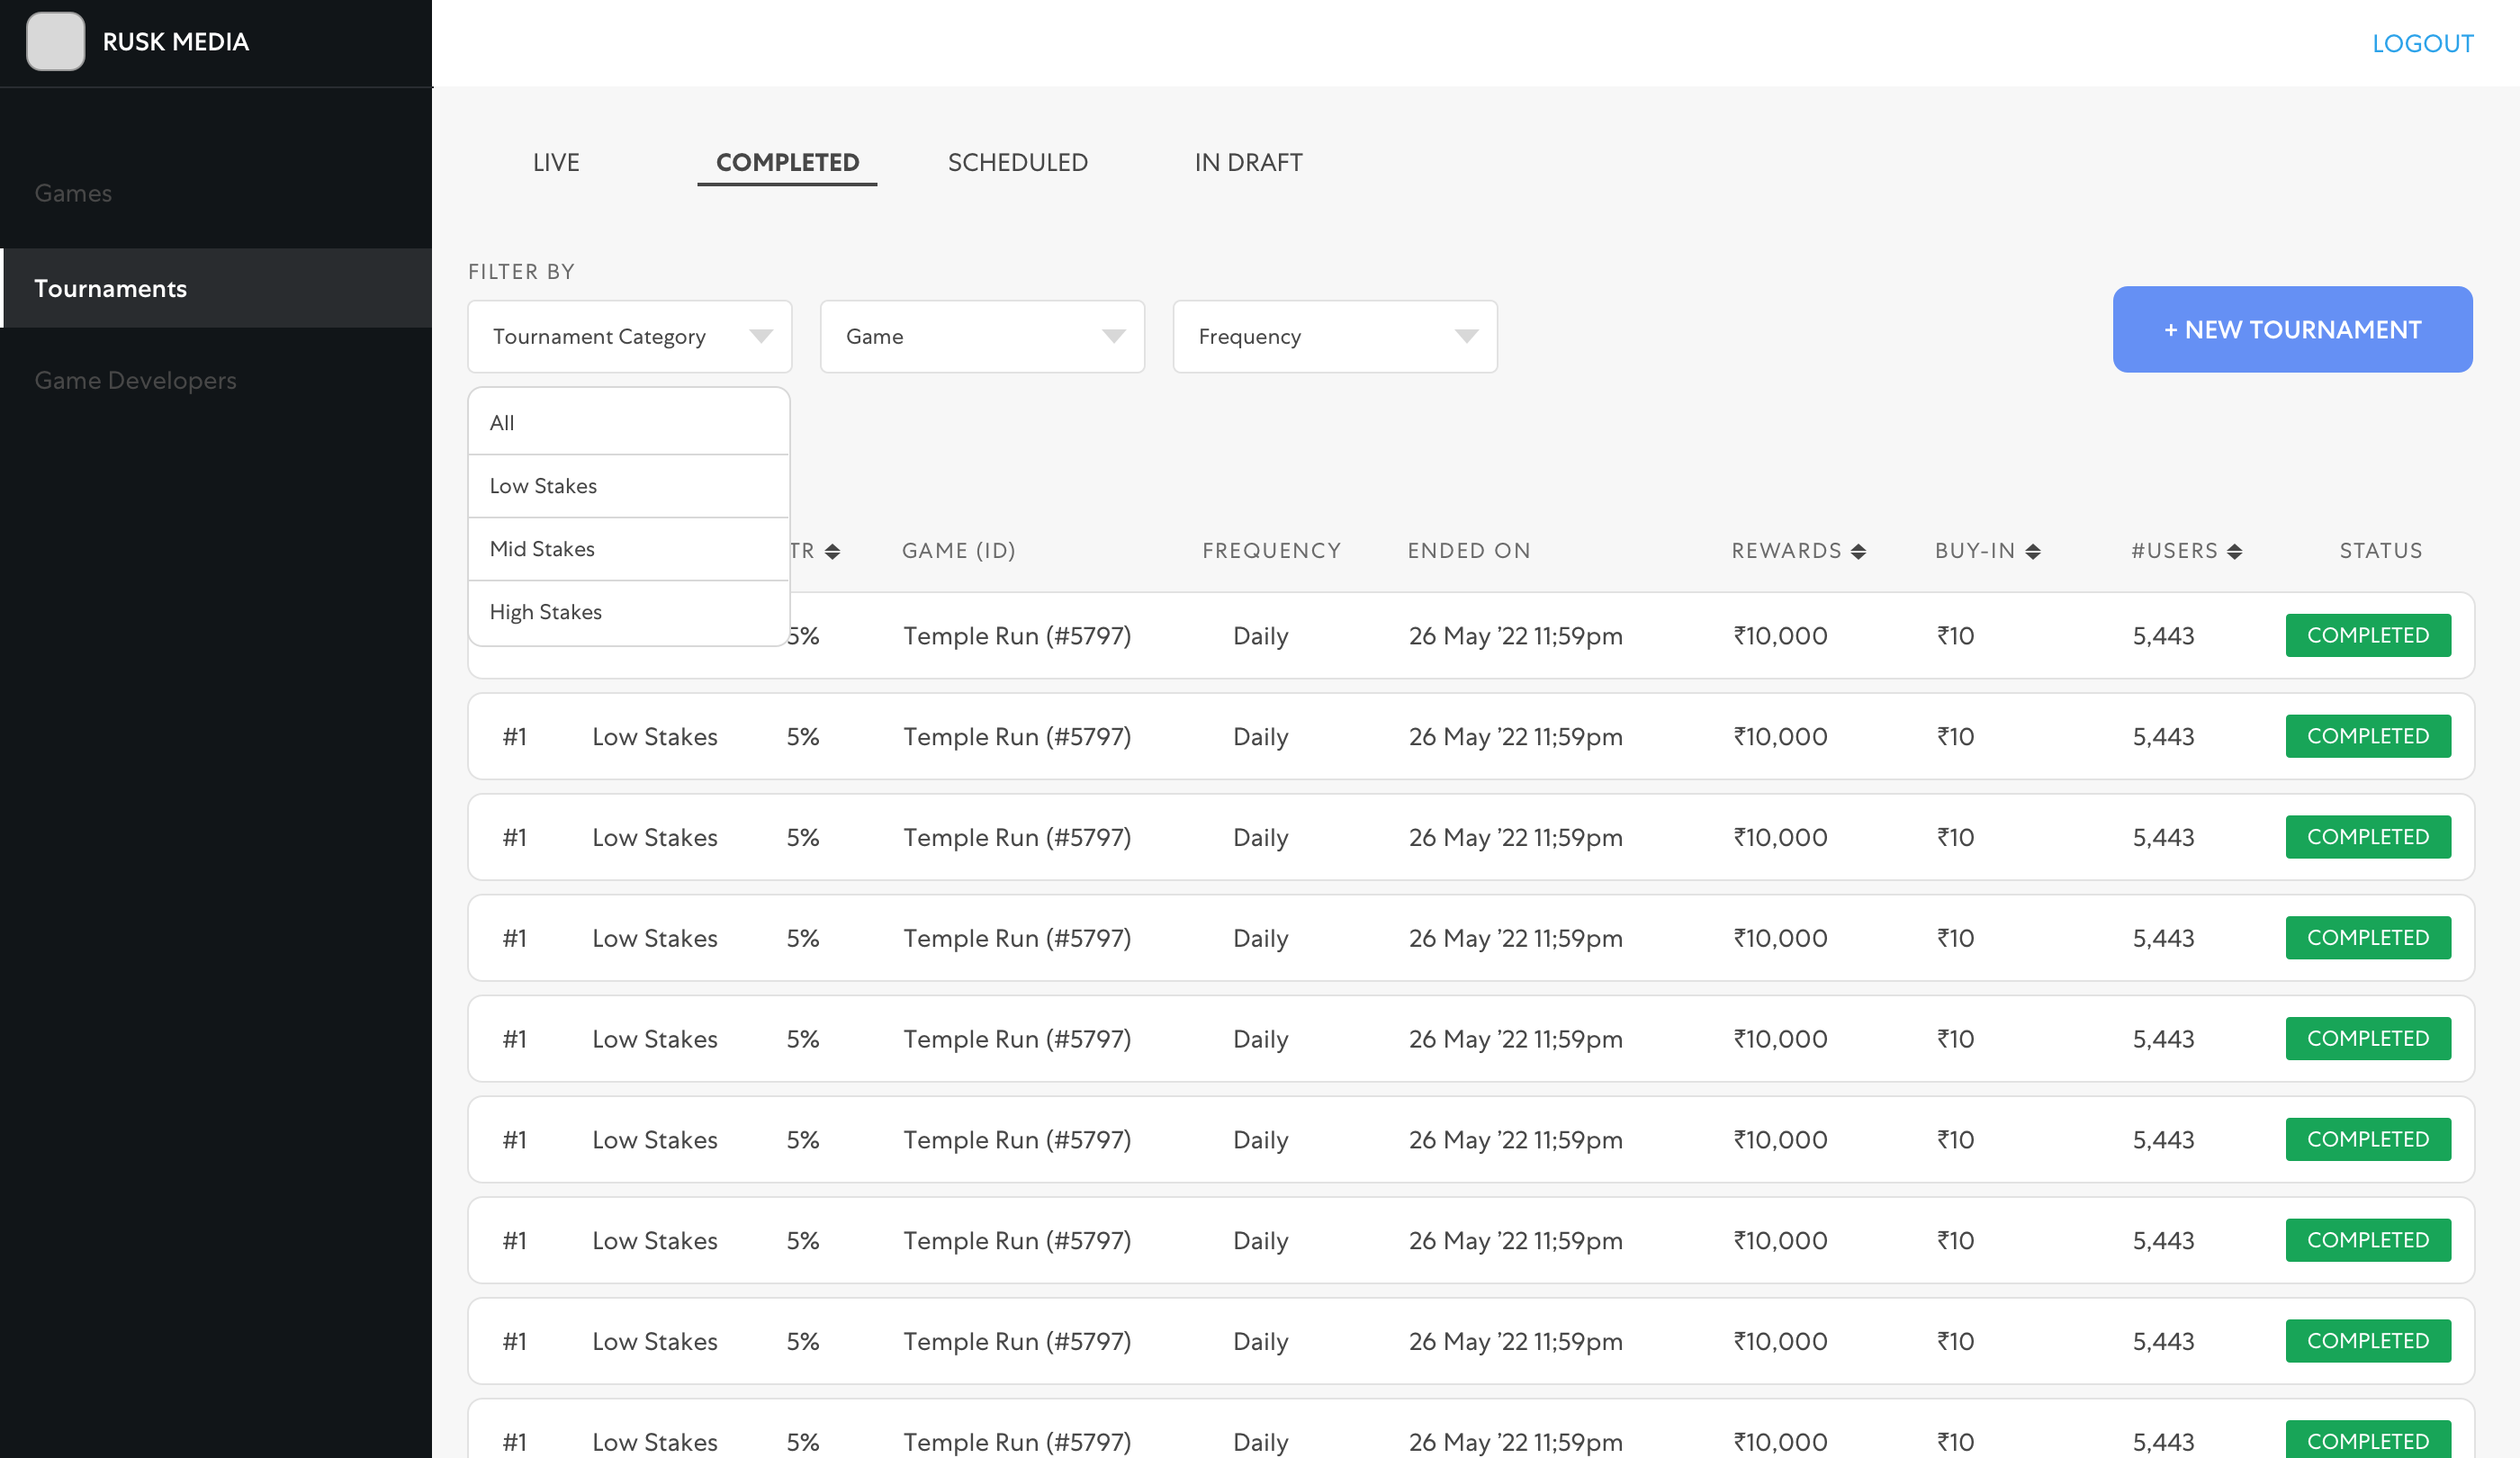 RUSK MEDIA
LOGOUT
Games
Tournaments
Game Developers
LIVE COMPLETED SCHEDULED IN DRAFT
FILTER BY
Tournament Category Game Frequency
+ NEW TOURNAMENT
All
Low Stakes
Mid Stakes
High Stakes
TR GAME (ID) FREQUENCY ENDED ON REWARDS BUY-IN #USERS STATUS
5% Temple Run (#5797) Daily 26 May ’22 11;59pm ₹10,000 ₹10 5,443 COMPLETED
#1 Low Stakes 5% Temple Run (#5797) Daily 26 May ’22 11;59pm ₹10,000 ₹10 5,443 COMPLETED
#1 Low Stakes 5% Temple Run (#5797) Daily 26 May ’22 11;59pm ₹10,000 ₹10 5,443 COMPLETED
#1 Low Stakes 5% Temple Run (#5797) Daily 26 May ’22 11;59pm ₹10,000 ₹10 5,443 COMPLETED
#1 Low Stakes 5% Temple Run (#5797) Daily 26 May ’22 11;59pm ₹10,000 ₹10 5,443 COMPLETED
#1 Low Stakes 5% Temple Run (#5797) Daily 26 May ’22 11;59pm ₹10,000 ₹10 5,443 COMPLETED
#1 Low Stakes 5% Temple Run (#5797) Daily 26 May ’22 11;59pm ₹10,000 ₹10 5,443 COMPLETED
#1 Low Stakes 5% Temple Run (#5797) Daily 26 May ’22 11;59pm ₹10,000 ₹10 5,443 COMPLETED
#1 Low Stakes 5% Temple Run (#5797) Daily 26 May ’22 11;59pm ₹10,000 ₹10 5,443 COMPLETED